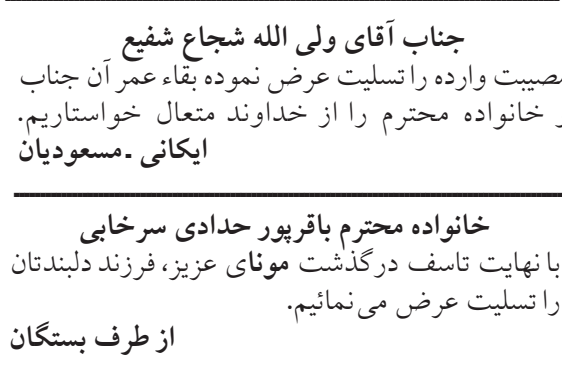 جناب آقای ولی الله شجاع شفیع
مصیبت وارده را تسلیت عرض نموده بقاء عمر آن جناب
و خانواده محترم را از خداوند متعال خواستاریم.
ایکانی ـ مسعودیان
خانواده محترم باقرپور حدادی سرخابی
با نهایت تاسف درگذشت مونای عزیز، فرزند دلبندتان
را تسلیت عرض می‌نمائیم.
از طرف بستگان